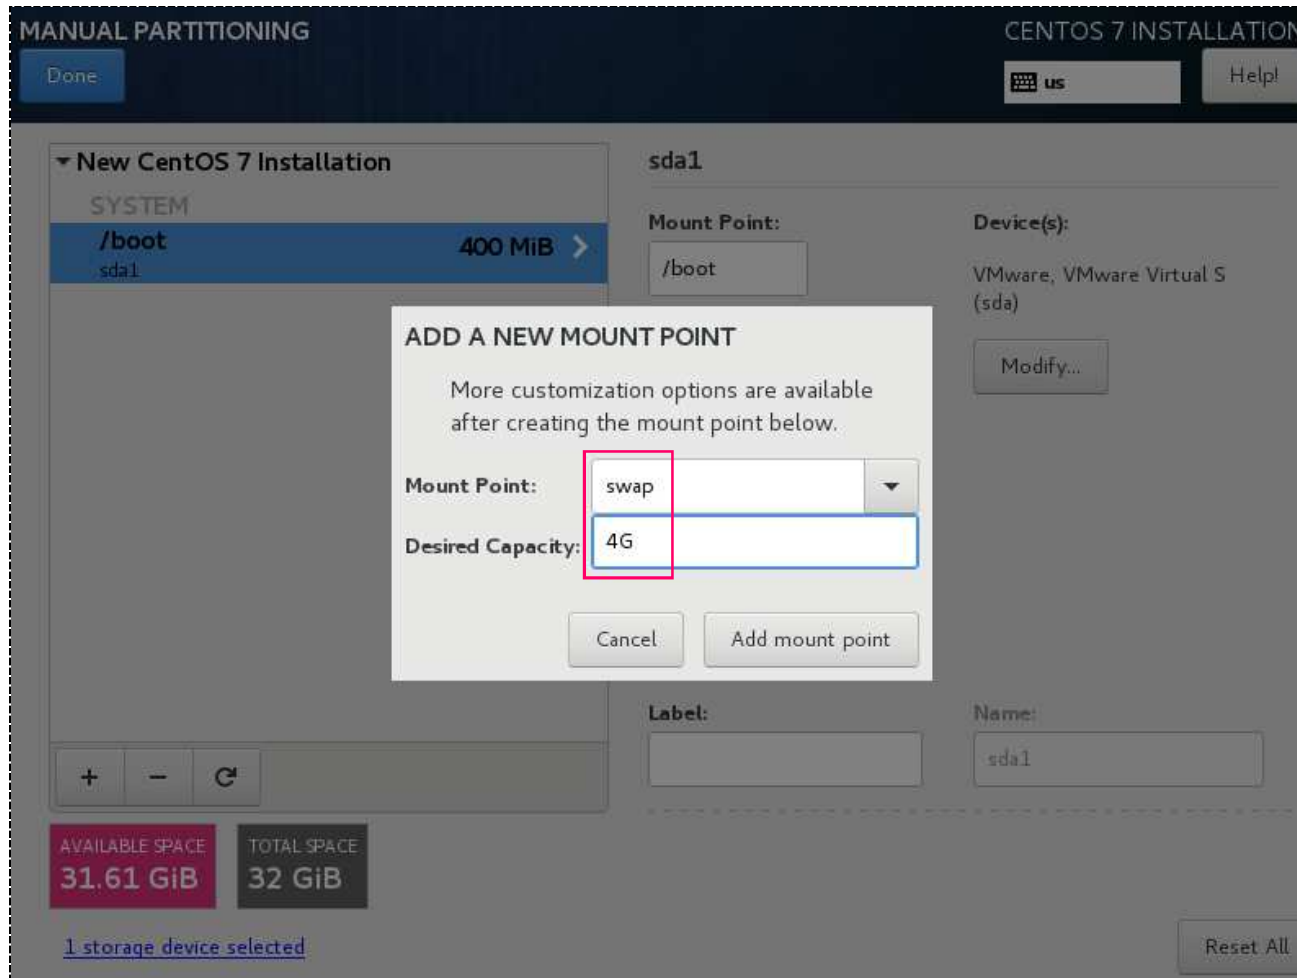 MANUAL PARTITIONING
CENTOS 7 INSTALLATION
Done
us
Help!
New CentOS 7 Installation
SYSTEM
/boot
400 MiB
sda1
sda1
Mount Point:
/boot
Device(s):
VMware, VMware Virtual S
(sda)
Modify...
ADD A NEW MOUNT POINT
More customization options are available
after creating the mount point below.
Mount Point:
swap
Desired Capacity:
4G
Cancel
Add mount point
Label:
Name:
sda1
+ −
AVAILABLE SPACE
31.61 GiB
TOTAL SPACE
32 GiB
1 storage device selected
Reset All